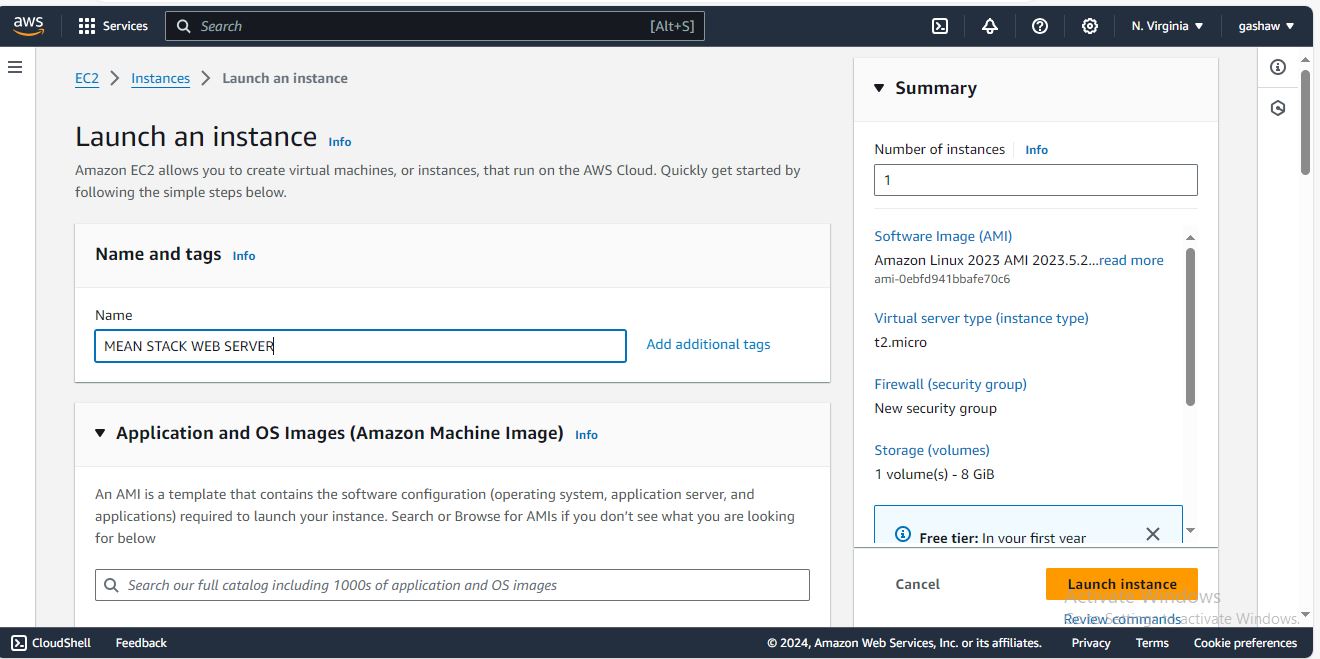 aws
Services
Search
[Alt+S]
N. Virginia
gashaw
EC2
Instances
Launch an instance
Launch an instance
Info
Amazon EC2 allows you to create virtual machines, or instances, that run on the AWS Cloud. Quickly get started by
following the simple steps below.
Name and tags
Info
Name
MEAN STACK WEB SERVER
Add additional tags
Application and OS Images (Amazon Machine Image)
Info
An AMI is a template that contains the software configuration (operating system, application server, and
applications) required to launch your instance. Search or Browse for AMIs if you don’t see what you are looking
for below
Search our full catalog including 1000s of application and OS images
Summary
Number of instances
Info
1
Software Image (AMI)
Amazon Linux 2023 AMI 2023.5.2...read more
ami-0ebfd941bbafe70c6
Virtual server type (instance type)
t2.micro
Firewall (security group)
New security group
Storage (volumes)
1 volume(s) - 8 GiB
Free tier: In your first year
Cancel
Launch instance
Review commands
Activate Windows
Go to Settings to activate Windows.
CloudShell
Feedback
© 2024, Amazon Web Services, Inc. or its affiliates.
Privacy
Terms
Cookie preferences